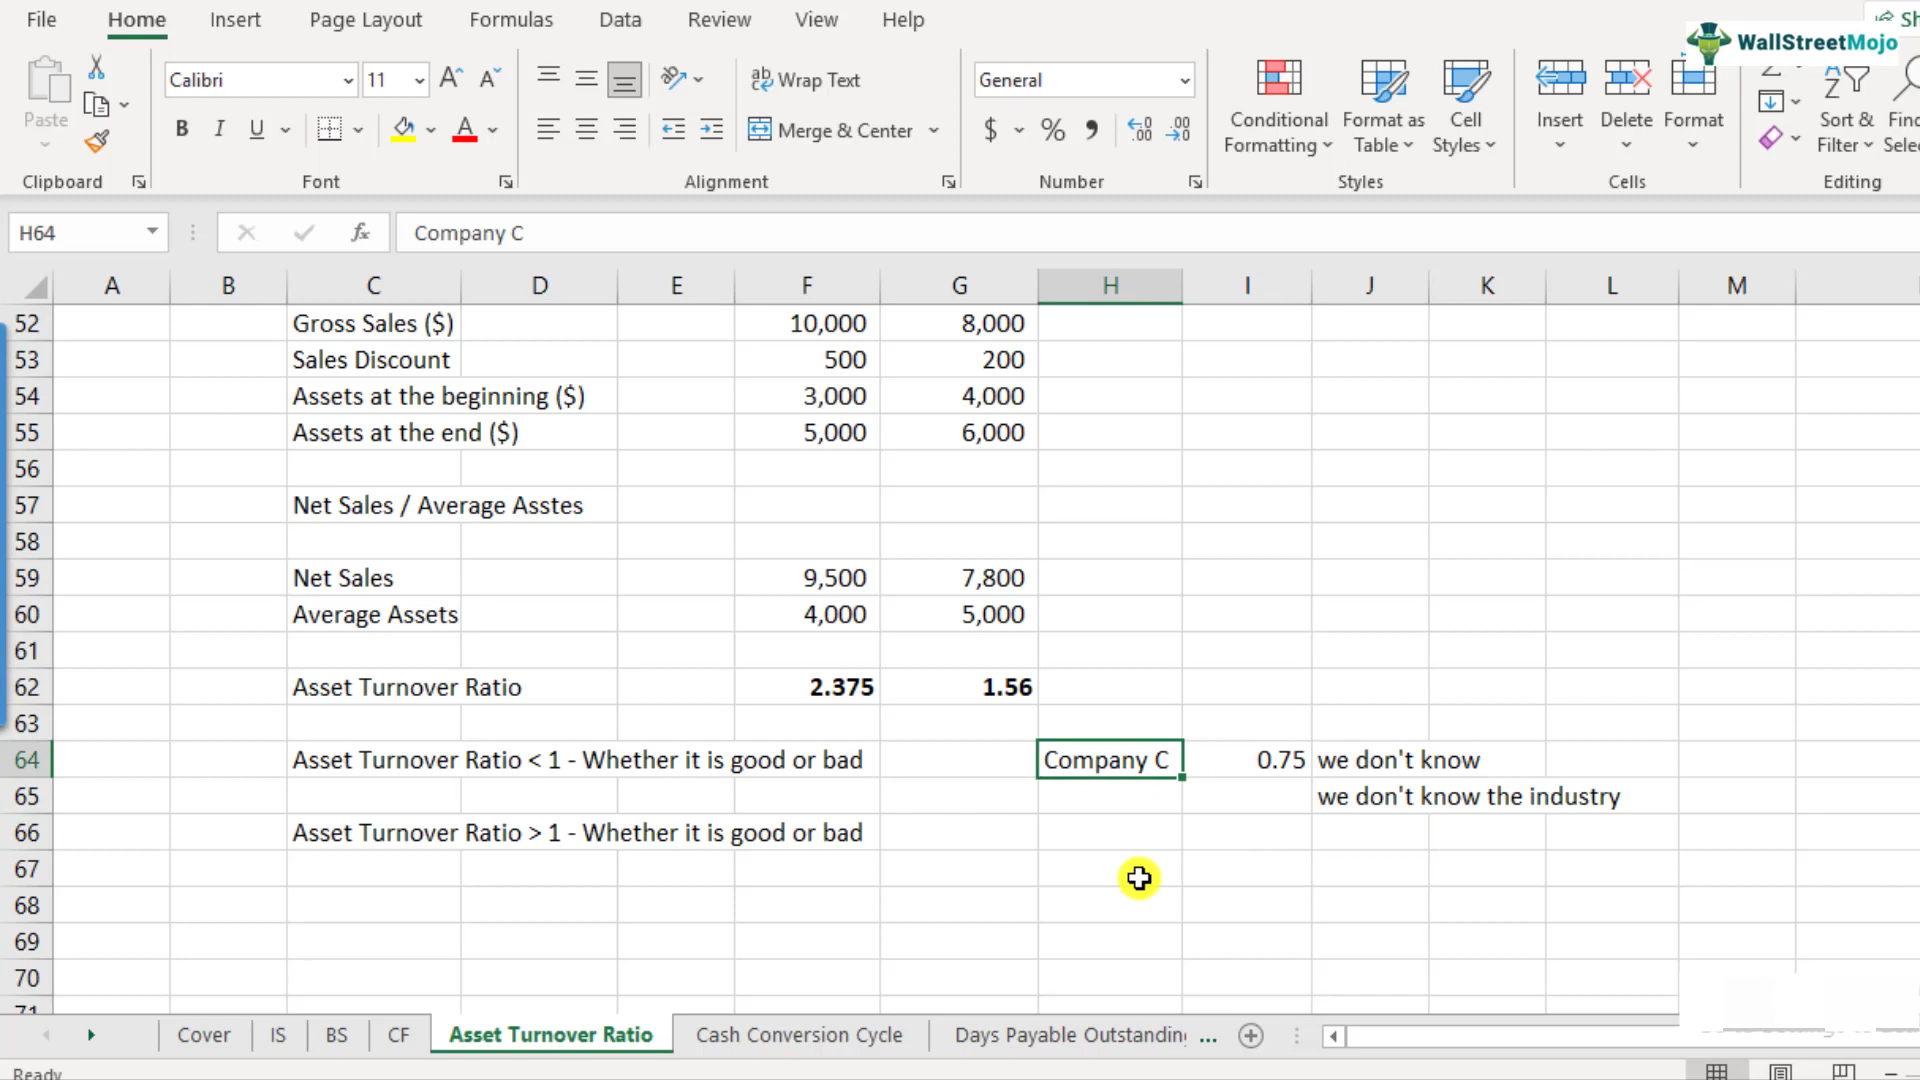 File Home Insert Page Layout Formulas Data Review View Help
WallStreetMojo
Paste
Calibri 11
Wrap Text
General
B I U
Merge & Center
$ %
Conditional Formatting
Format as Table
Cell Styles
Insert
Delete
Format
Sort & Filter
Clipboard Font Alignment Number Styles Cells Editing
H64 fx Company C
A B C D E F G H I J K L M
52 Gross Sales ($) 10,000 8,000
53 Sales Discount 500 200
54 Assets at the beginning ($) 3,000 4,000
55 Assets at the end ($) 5,000 6,000
56
57 Net Sales / Average Asstes
58
59 Net Sales 9,500 7,800
60 Average Assets 4,000 5,000
61
62 Asset Turnover Ratio 2.375 1.56
63
64 Asset Turnover Ratio < 1 - Whether it is good or bad Company C 0.75 we don't know
65 we don't know the industry
66 Asset Turnover Ratio > 1 - Whether it is good or bad
67
68
69
70
71
Cover IS BS CF Asset Turnover Ratio Cash Conversion Cycle Days Payable Outstanding ...
Ready